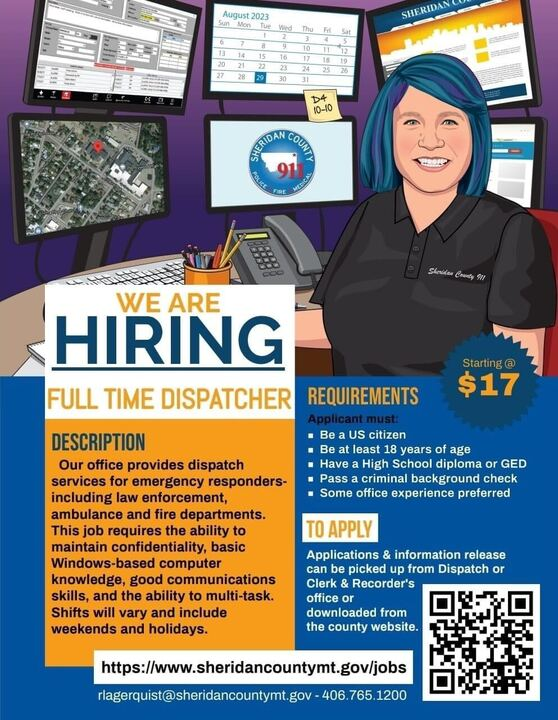 August 2023
Sun Mon Tue Wed Thu Fri Sat
1 2 3 4 5
6 7 8 9 10 11 12
13 14 15 16 17 18 19
20 21 22 23 24 25 26
27 28 29 30 31
SHERIDAN
D4
10-10
SHERIDAN COUNTY
911
POLICE FIRE MEDICAL
Sheridan County 911
WE ARE
HIRING
FULL TIME DISPATCHER
Starting @
$17
DESCRIPTION
Our office provides dispatch
services for emergency responders-
including law enforcement,
ambulance and fire departments.
This job requires the ability to
maintain confidentiality, basic
Windows-based computer
knowledge, good communications
skills, and the ability to multi-task.
Shifts will vary and include
weekends and holidays.
REQUIREMENTS
Applicant must:
▪ Be a US citizen
▪ Be at least 18 years of age
▪ Have a High School diploma or GED
▪ Pass a criminal background check
▪ Some office experience preferred
TO APPLY
Applications & information release
can be picked up from Dispatch or
Clerk & Recorder's
office or
downloaded from
the county website.
https://www.sheridancountymt.gov/jobs
rlagerquist@sheridancountymt.gov - 406.765.1200